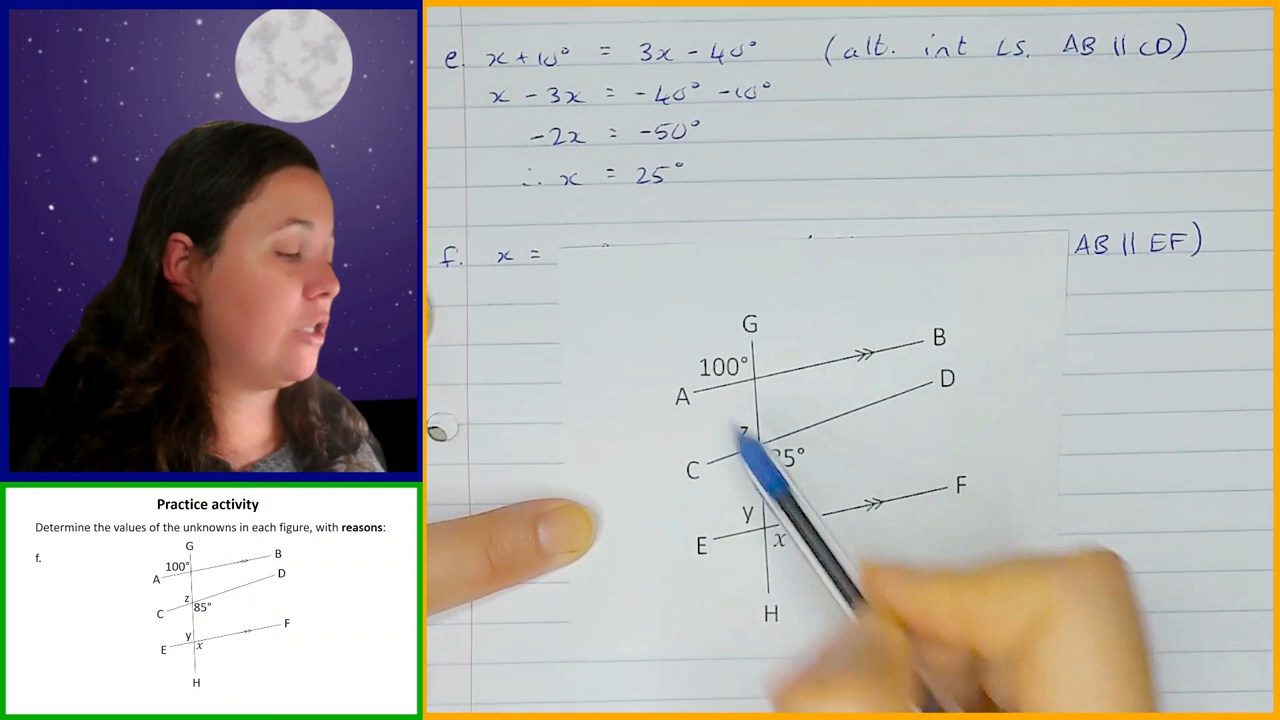 e. x + 10° = 3x - 40° (alt. int ∠s. AB || CD)
x - 3x = -40° - 10°
-2x = -50°
∴ x = 25°
f. x = AB || EF)
G
100°
B
A
D
z
C
85°
F
y
E
x
H
Practice activity
Determine the values of the unknowns in each figure, with reasons:
f.
G
100°
B
A
D
z
C
85°
F
y
E
x
H